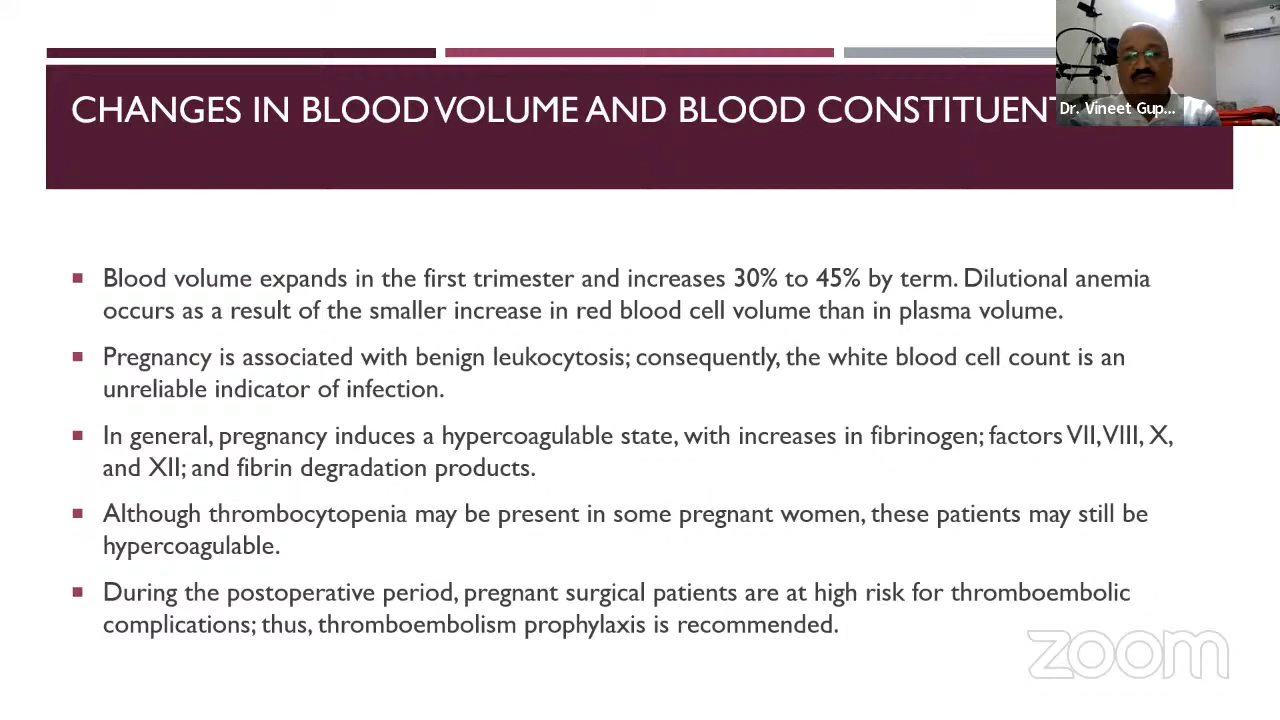 CHANGES IN BLOOD VOLUME AND BLOOD CONSTITUENT
Dr. Vineet Gup...
Blood volume expands in the first trimester and increases 30% to 45% by term. Dilutional anemia
occurs as a result of the smaller increase in red blood cell volume than in plasma volume.
Pregnancy is associated with benign leukocytosis; consequently, the white blood cell count is an
unreliable indicator of infection.
In general, pregnancy induces a hypercoagulable state, with increases in fibrinogen; factors VII, VIII, X,
and XII; and fibrin degradation products.
Although thrombocytopenia may be present in some pregnant women, these patients may still be
hypercoagulable.
During the postoperative period, pregnant surgical patients are at high risk for thromboembolic
complications; thus, thromboembolism prophylaxis is recommended.
zoom